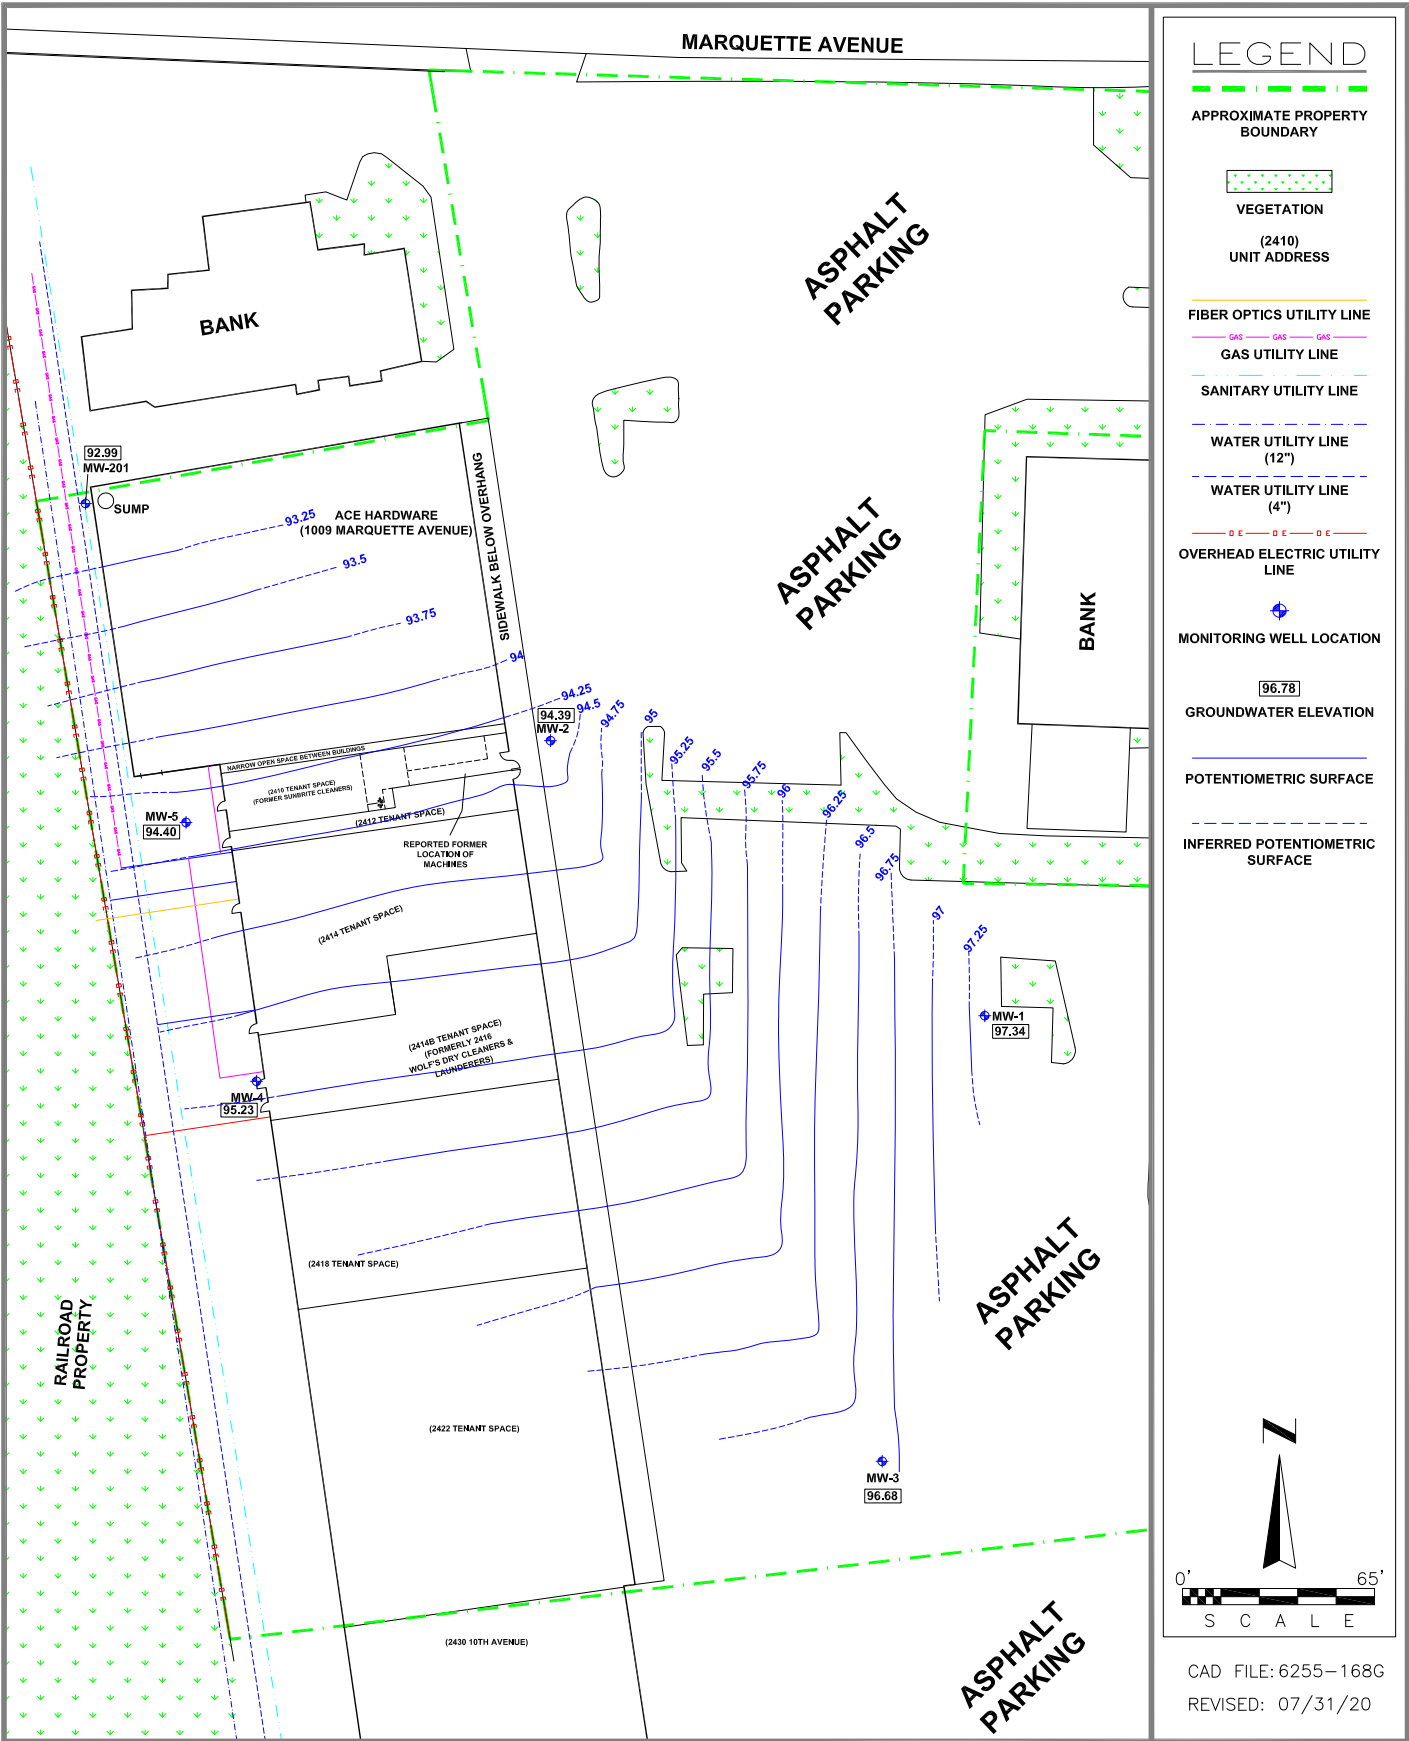 MARQUETTE AVENUE
ASPHALT
PARKING
BANK
92.99
MW-201
SUMP
ACE HARDWARE
(1009 MARQUETTE AVENUE)
SIDEWALK BELOW OVERHANG
93.25
93.5
93.75
94
94.25
94.5
94.75
95
95.25
95.5
95.75
96
96.25
96.5
96.75
97
97.25
ASPHALT
PARKING
BANK
94.39
MW-2
NARROW OPEN SPACE BETWEEN BUILDINGS
(2410 TENANT SPACE)
(FORMER SUNBRITE CLEANERS)
MW-5
94.40
(2412 TENANT SPACE)
REPORTED FORMER
LOCATION OF
MACHINES
(2414 TENANT SPACE)
(2414B TENANT SPACE)
(FORMERLY 2416
WOLF'S DRY CLEANERS &
LAUNDERERS)
MW-4
95.23
MW-1
97.34
(2418 TENANT SPACE)
RAILROAD
PROPERTY
ASPHALT
PARKING
(2422 TENANT SPACE)
MW-3
96.68
(2430 10TH AVENUE)
ASPHALT
PARKING
LEGEND
APPROXIMATE PROPERTY
BOUNDARY
VEGETATION
(2410)
UNIT ADDRESS
FIBER OPTICS UTILITY LINE
GAS GAS GAS
GAS UTILITY LINE
SANITARY UTILITY LINE
WATER UTILITY LINE
(12")
WATER UTILITY LINE
(4")
O E O E O E
OVERHEAD ELECTRIC UTILITY
LINE
MONITORING WELL LOCATION
96.78
GROUNDWATER ELEVATION
POTENTIOMETRIC SURFACE
INFERRED POTENTIOMETRIC
SURFACE
N
0' 65'
S C A L E
CAD FILE: 6255-168G
REVISED: 07/31/20